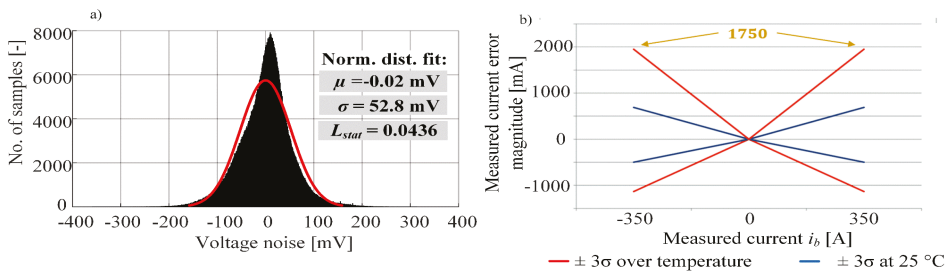 a)
No. of samples [-]
8000
6000
4000
2000
0
-400 -300 -200 -100 0 100 200 300 400
Voltage noise [mV]
Norm. dist. fit:
μ =-0.02 mV
σ = 52.8 mV
Lstat = 0.0436
b)
Measured current error
magnitude [mA]
2000
1000
0
-1000
1750
-350 0 350
Measured current ib [A]
± 3σ over temperature ± 3σ at 25 °C